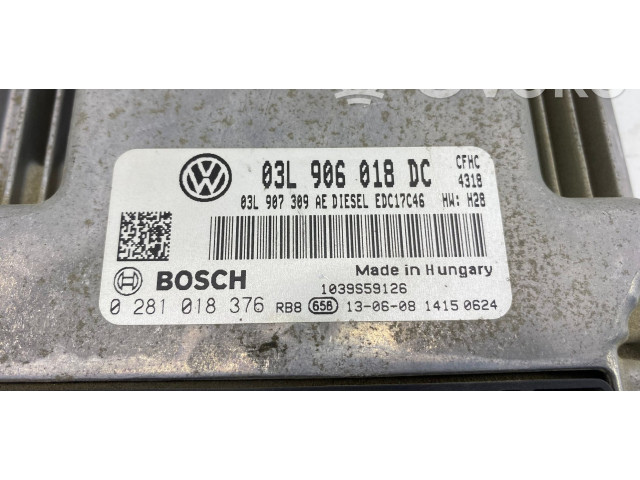 03L 906 018 DC CFHC
4318
03L 907 309 AE DIESEL EDC17C46 HW: H28
BOSCH
Made in Hungary
1039S59126
0 281 018 376 RB8 65B 13-06-08 1415 0624